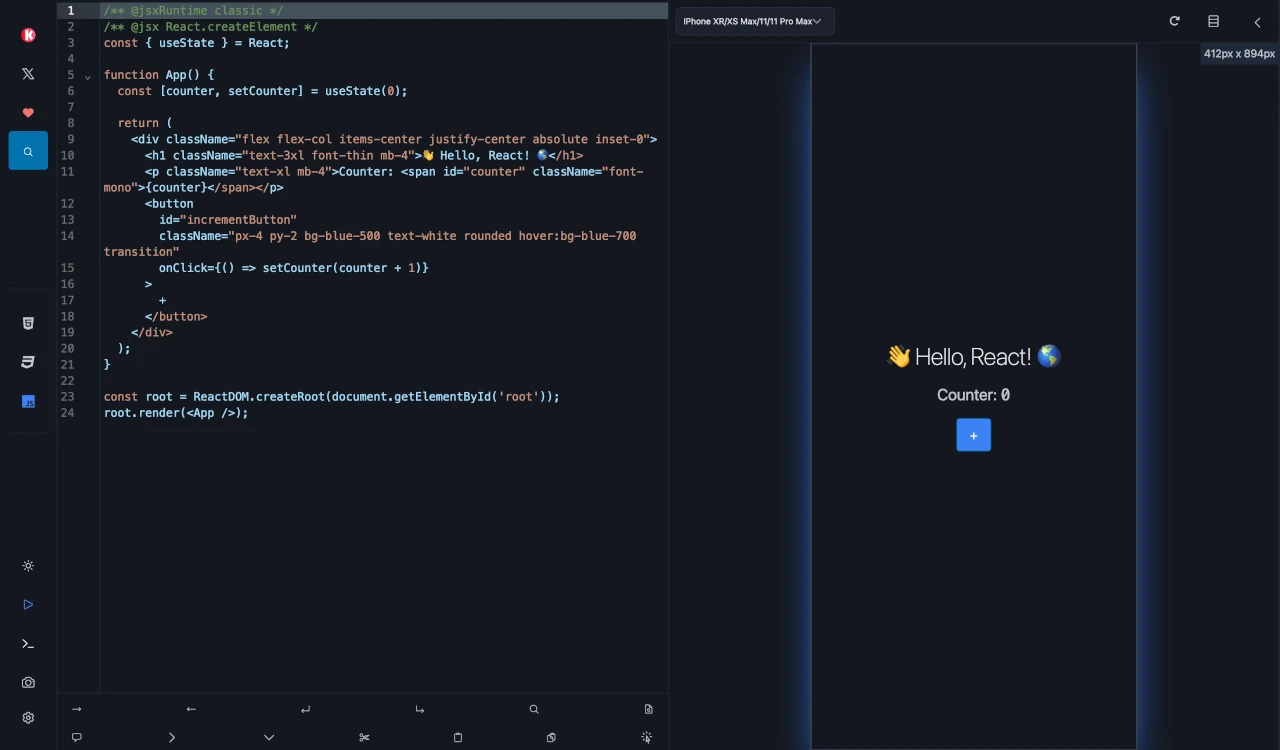 1 /** @jsxRuntime classic */
2 /** @jsx React.createElement */
3 const { useState } = React;
4
5 function App() {
6 const [counter, setCounter] = useState(0);
7
8 return (
9 <div className="flex flex-col items-center justify-center absolute inset-0">
10 <h1 className="text-3xl font-thin mb-4">👋 Hello, React! 🌎</h1>
11 <p className="text-xl mb-4">Counter: <span id="counter" className="font-
mono">{counter}</span></p>
12 <button
13 id="incrementButton"
14 className="px-4 py-2 bg-blue-500 text-white rounded hover:bg-blue-700
transition"
15 onClick={() => setCounter(counter + 1)}
16 >
17 +
18 </button>
19 </div>
20 );
21 }
22
23 const root = ReactDOM.createRoot(document.getElementById('root'));
24 root.render(<App />);
K
JS
IPhone XR/XS Max/11/11 Pro Max
412px x 894px
👋 Hello, React! 🌎
Counter: 0
+